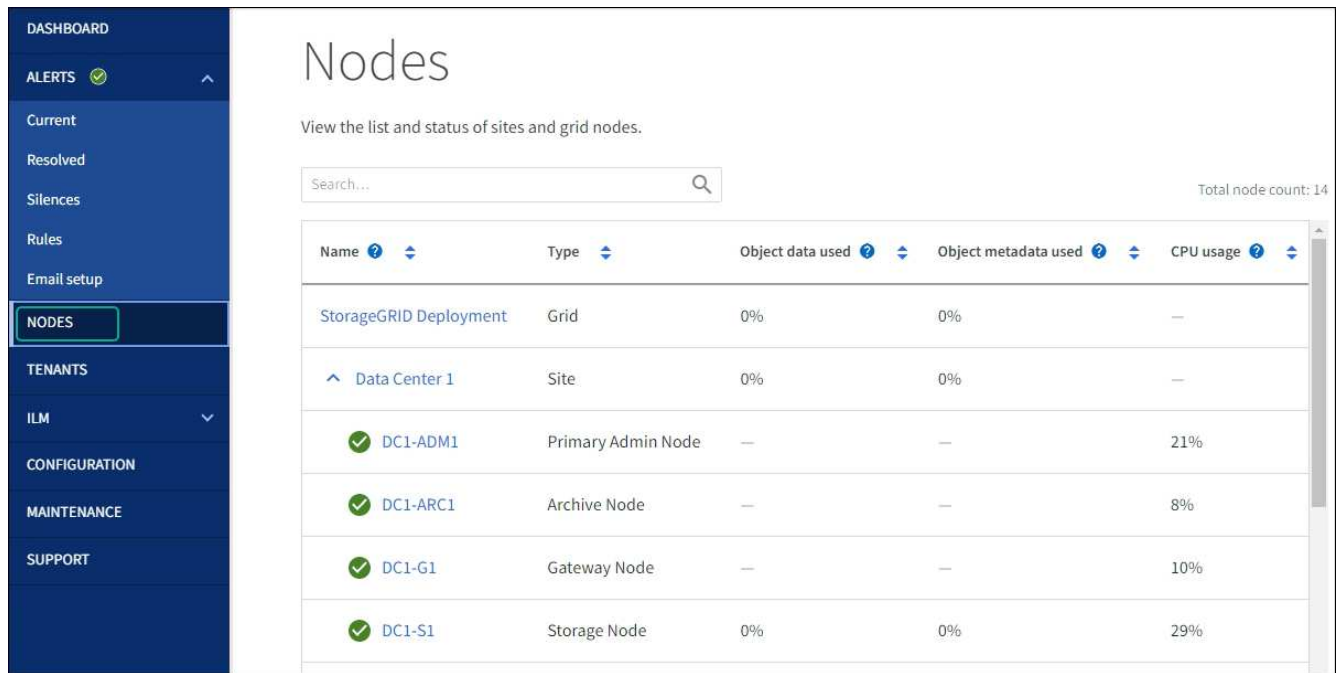 DASHBOARD
ALERTS
Current
Resolved
Silences
Rules
Email setup
NODES
TENANTS
ILM
CONFIGURATION
MAINTENANCE
SUPPORT
Nodes
View the list and status of sites and grid nodes.
Search...
Total node count: 14
Name ? Type Object data used ? Object metadata used ? CPU usage ?
StorageGRID Deployment Grid 0% 0% —
Data Center 1 Site 0% 0% —
DC1-ADM1 Primary Admin Node — — 21%
DC1-ARC1 Archive Node — — 8%
DC1-G1 Gateway Node — — 10%
DC1-S1 Storage Node 0% 0% 29%